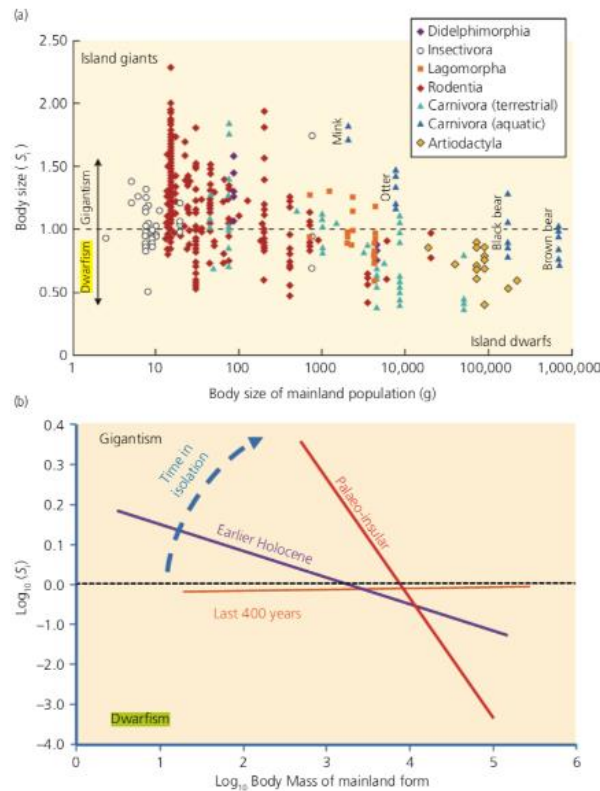 (a)
Didelphimorphia
Insectivora
Lagomorpha
Rodentia
Carnivora (terrestrial)
Carnivora (aquatic)
Artiodactyla
2.50
2.00
1.50
1.00
0.50
0
Body size (Sᵢ)
Island giants
Gigantism
Dwarfism
Mink
Otter
Black bear
Brown bear
Island dwarfs
1 10 100 1000 10,000 100,000 1,000,000
Body size of mainland population (g)
(b)
0.4
0.3
0.2
0.1
0.0
−1.0
−2.0
−3.0
−4.0
Log₁₀ (Sᵢ)
Gigantism
Time in
isolation
Palaeo-insular
Earlier Holocene
Last 400 years
Dwarfism
0 1 2 3 4 5 6
Log₁₀ Body Mass of mainland form